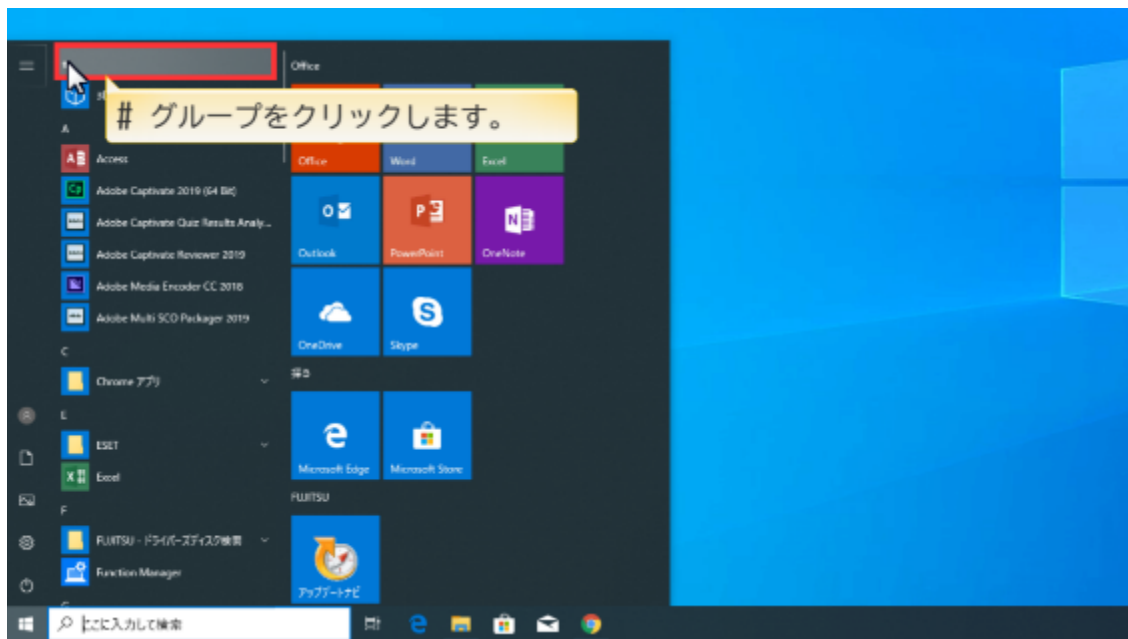 Office
# グループをクリックします。
A
Access
Office
Word
Excel
Adobe Captivate 2019 (64 Bit)
Adobe Captivate Quiz Results Analy...
Adobe Captivate Reviewer 2019
Outlook
PowerPoint
OneNote
Adobe Media Encoder CC 2018
Adobe Multi SCO Packager 2019
OneDrive
Skype
C
Chrome アプリ
探る
E
ESET
Excel
Microsoft Edge
Microsoft Store
FUJITSU
F
FUJITSU - ドライバーズディスク検索
Function Manager
アップデートナビ
ここに入力して検索